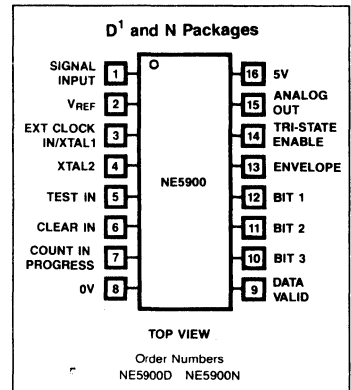 D¹ and N Packages
SIGNAL
INPUT
1
VREF
2
EXT CLOCK
IN/XTAL1
3
XTAL2
4
TEST IN
5
CLEAR IN
6
COUNT IN
PROGRESS
7
0V
8
NE5900
16
5V
15
ANALOG
OUT
14
TRI-STATE
ENABLE
13
ENVELOPE
12
BIT 1
11
BIT 2
10
BIT 3
9
DATA
VALID
TOP VIEW
Order Numbers
NE5900D NE5900N